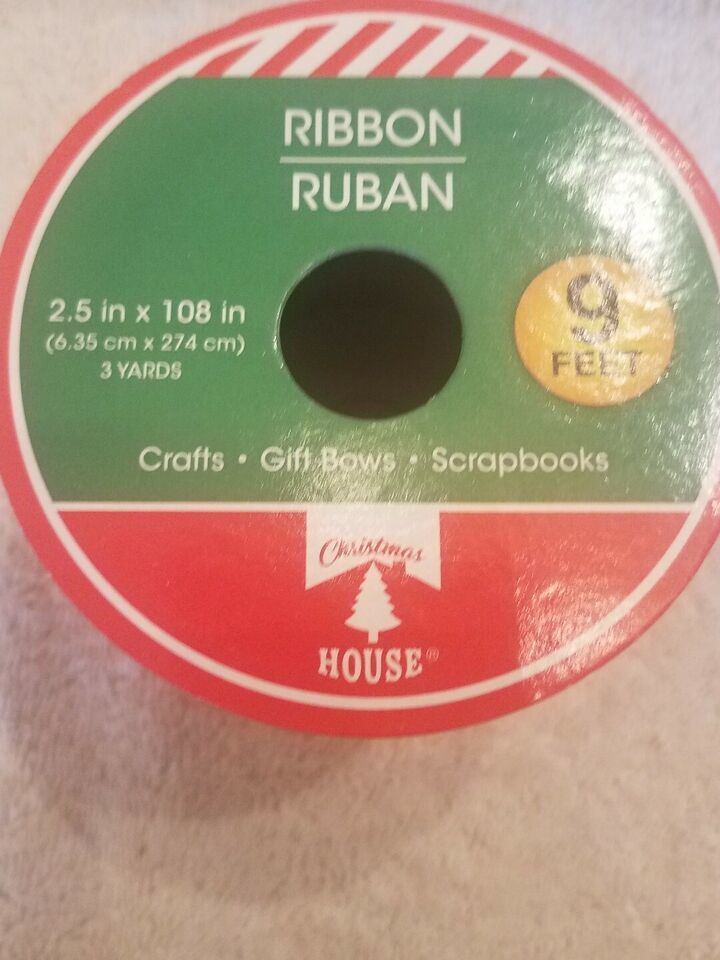 RIBBON
RUBAN
2.5 in x 108 in
(6.35 cm x 274 cm)
3 YARDS
9
FEET
Crafts • Gift Bows • Scrapbooks
Christmas
HOUSE®